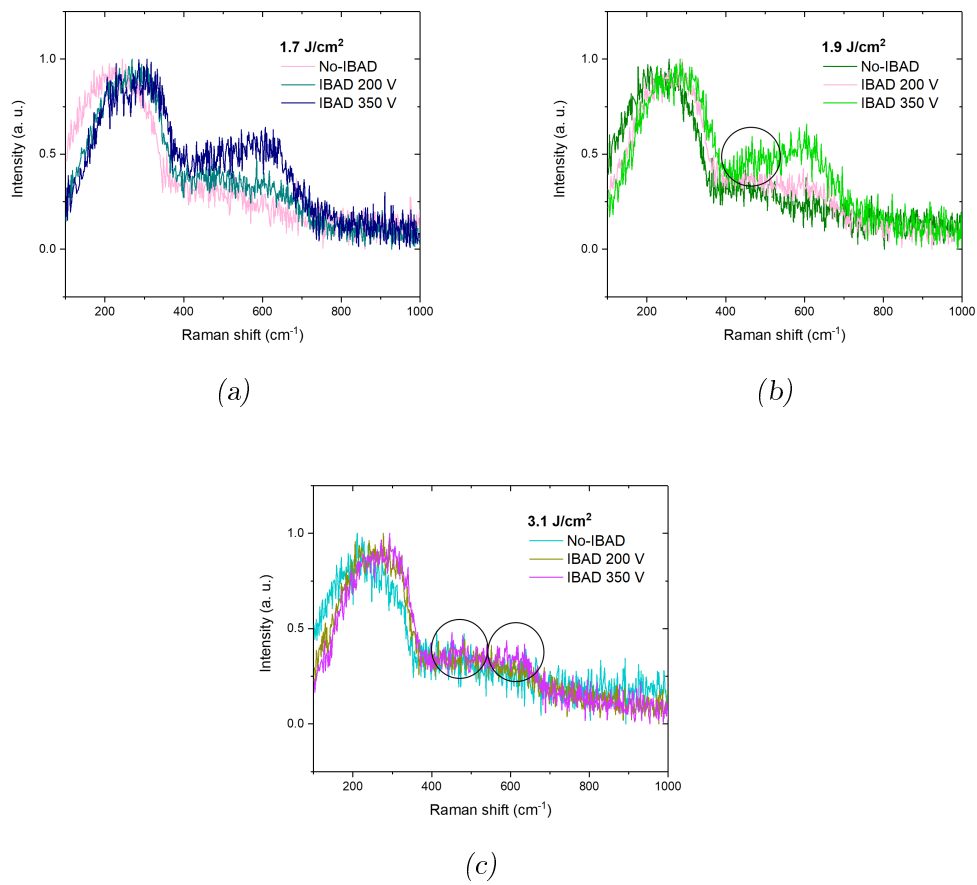 1.7 J/cm²
No-IBAD
IBAD 200 V
IBAD 350 V
1.0
0.5
0.0
Intensity (a. u.)
200 400 600 800 1000
Raman shift (cm⁻¹)
(a)
1.9 J/cm²
No-IBAD
IBAD 200 V
IBAD 350 V
1.0
0.5
0.0
Intensity (a. u.)
200 400 600 800 1000
Raman shift (cm⁻¹)
(b)
3.1 J/cm²
No-IBAD
IBAD 200 V
IBAD 350 V
1.0
0.5
0.0
Intensity (a. u.)
200 400 600 800 1000
Raman shift (cm⁻¹)
(c)